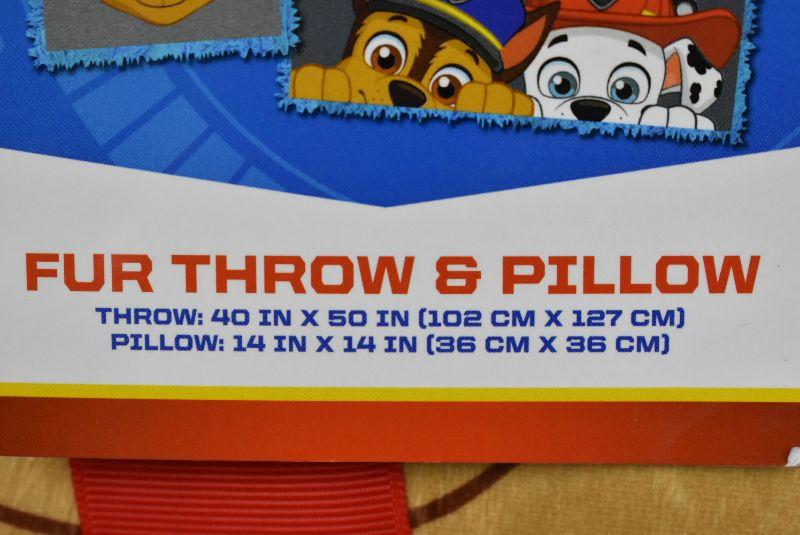 FUR THROW & PILLOW
THROW: 40 IN X 50 IN (102 CM X 127 CM)
PILLOW: 14 IN X 14 IN (36 CM X 36 CM)